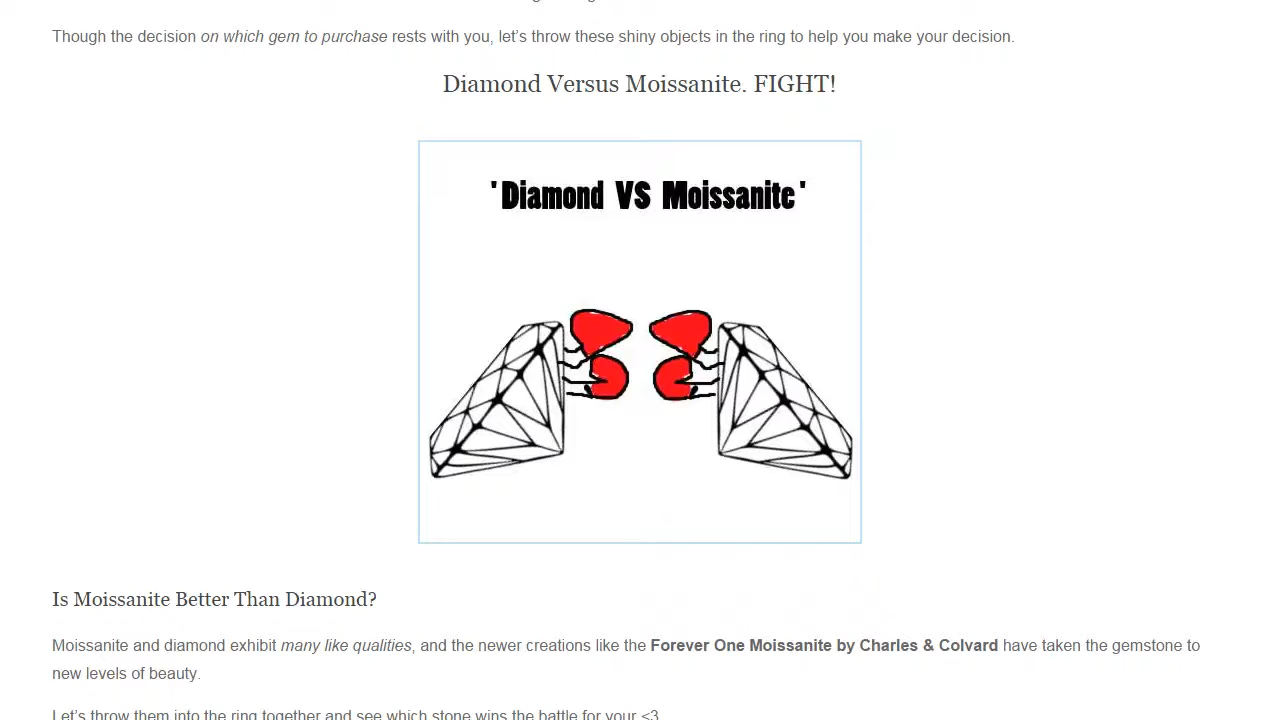 Though the decision on which gem to purchase rests with you, let’s throw these shiny objects in the ring to help you make your decision.
Diamond Versus Moissanite. FIGHT!
'Diamond VS Moissanite'
Is Moissanite Better Than Diamond?
Moissanite and diamond exhibit many like qualities, and the newer creations like the Forever One Moissanite by Charles & Colvard have taken the gemstone to
new levels of beauty.
Let’s throw them into the ring together and see which stone wins the battle for your <3